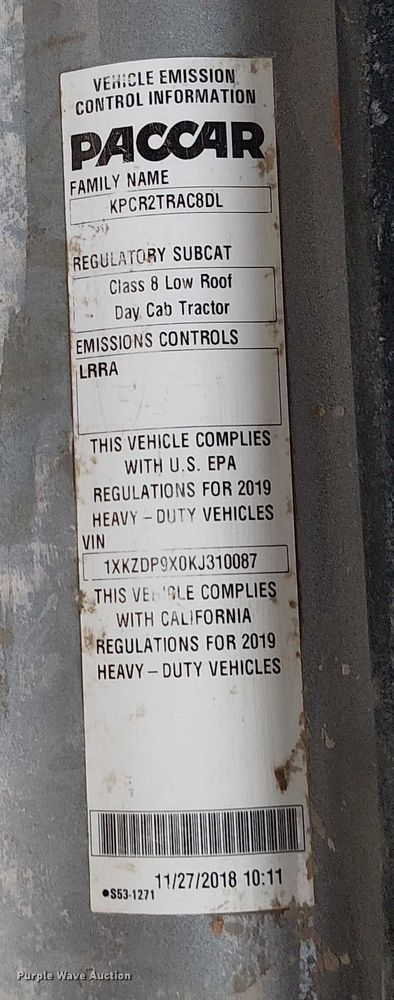 VEHICLE EMISSION
CONTROL INFORMATION
PACCAR
FAMILY NAME
KPCR2TRAC8DL
REGULATORY SUBCAT
Class 8 Low Roof
Day Cab Tractor
EMISSIONS CONTROLS
LRRA
THIS VEHICLE COMPLIES
WITH U.S. EPA
REGULATIONS FOR 2019
HEAVY – DUTY VEHICLES
VIN
1XKZDP9X0KJ310087
THIS VEHICLE COMPLIES
WITH CALIFORNIA
REGULATIONS FOR 2019
HEAVY – DUTY VEHICLES
11/27/2018 10:11
●S53-1271
Purple Wave Auction